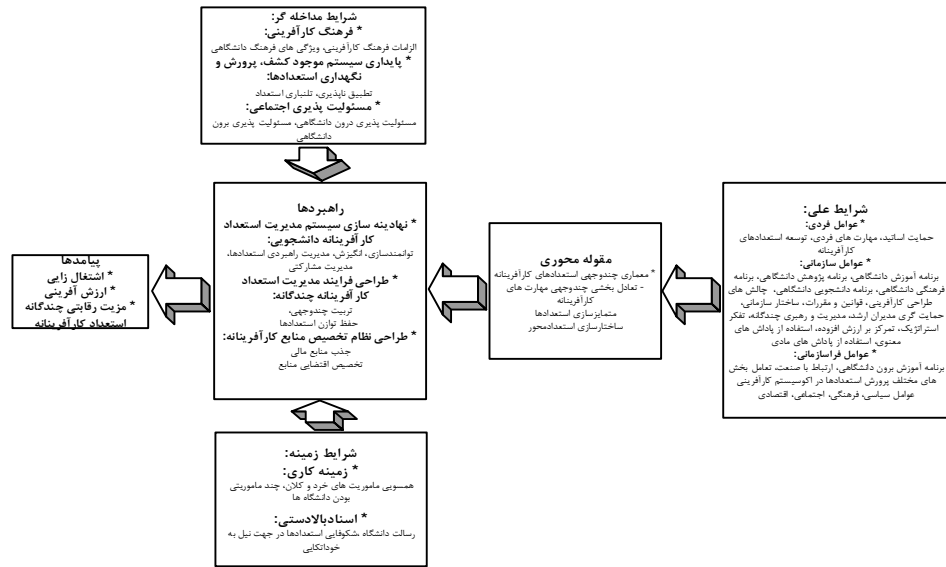 شرایط مداخله گر:
* فرهنگ کارآفرینی:
الزامات فرهنگ کارآفرینی، ویژگی های فرهنگ دانشگاهی
* پایداری سیستم موجود کشف، پرورش و
نگهداری استعدادها:
تطبیق ناپذیری، تلنباری استعداد
* مسئولیت پذیری اجتماعی:
مسئولیت پذیری درون دانشگاهی، مسئولیت پذیری برون
دانشگاهی
شرایط علی:
* عوامل فردی:
حمایت اساتید، مهارت های فردی، توسعه استعدادهای
کارآفرینانه
* عوامل سازمانی:
برنامه آموزش دانشگاهی، برنامه پژوهش دانشگاهی، برنامه
فرهنگی دانشگاهی، برنامه دانشجویی دانشگاهی، چالش های
طراحی کارآفرینی، قوانین و مقررات، ساختار سازمانی،
حمایت گری مدیران ارشد، مدیریت و رهبری چندگانه، تفکر
استراتژیک، تمرکز بر ارزش افزوده، استفاده از پاداش های
معنوی، استفاده از پاداش های مادی
* عوامل فراسازمانی:
برنامه آموزش برون دانشگاهی، ارتباط با صنعت، تعامل بخش
های مختلف پرورش استعدادها در اکوسیستم کارآفرینی
عوامل سیاسی، فرهنگی، اجتماعی، اقتصادی
مقوله محوری
* معماری چندوجهی استعدادهای کارآفرینانه
- تعادل بخشی چندوجهی مهارت های
کارآفرینانه
متمایزسازی استعدادها
ساختارسازی استعدادمحور
راهبردها
* نهادینه سازی سیستم مدیریت استعداد
کارآفرینانه دانشجویی:
توانمندسازی، انگیزش، مدیریت راهبردی استعدادها،
مدیریت مشارکتی
* طراحی فرایند مدیریت استعداد
کارآفرینانه چندگانه:
تربیت چندوجهی،
حفظ توازن استعدادها
* طراحی نظام تخصیص منابع کارآفرینانه:
جذب منابع مالی
تخصیص اقتضایی منابع
پیامدها
* اشتغال زایی
* ارزش آفرینی
* مزیت رقابتی چندگانه
استعداد کارآفرینانه
شرایط زمینه:
* زمینه کاری:
همسویی ماموریت های خرد و کلان، چند ماموریتی
بودن دانشگاه ها
* اسنادبالادستی:
رسالت دانشگاه ،شکوفایی استعدادها در جهت نیل به
خوداتکایی